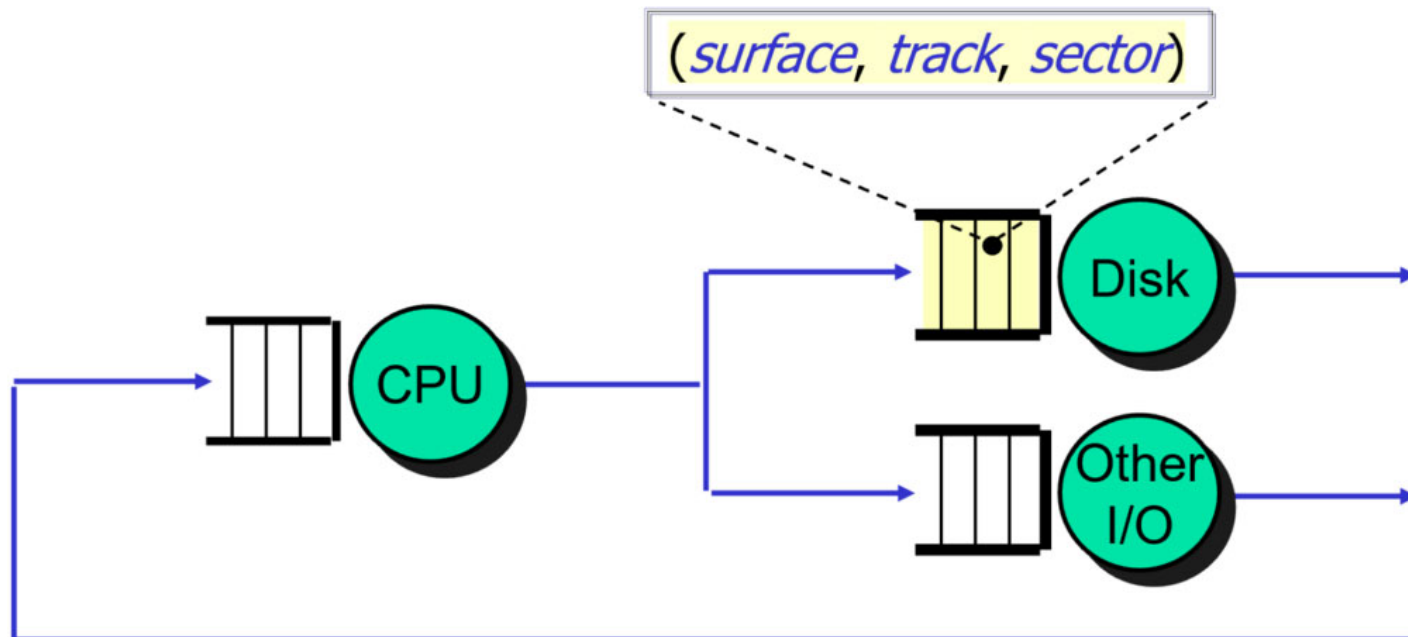 (surface, track, sector)
Disk
CPU
Other
I/O